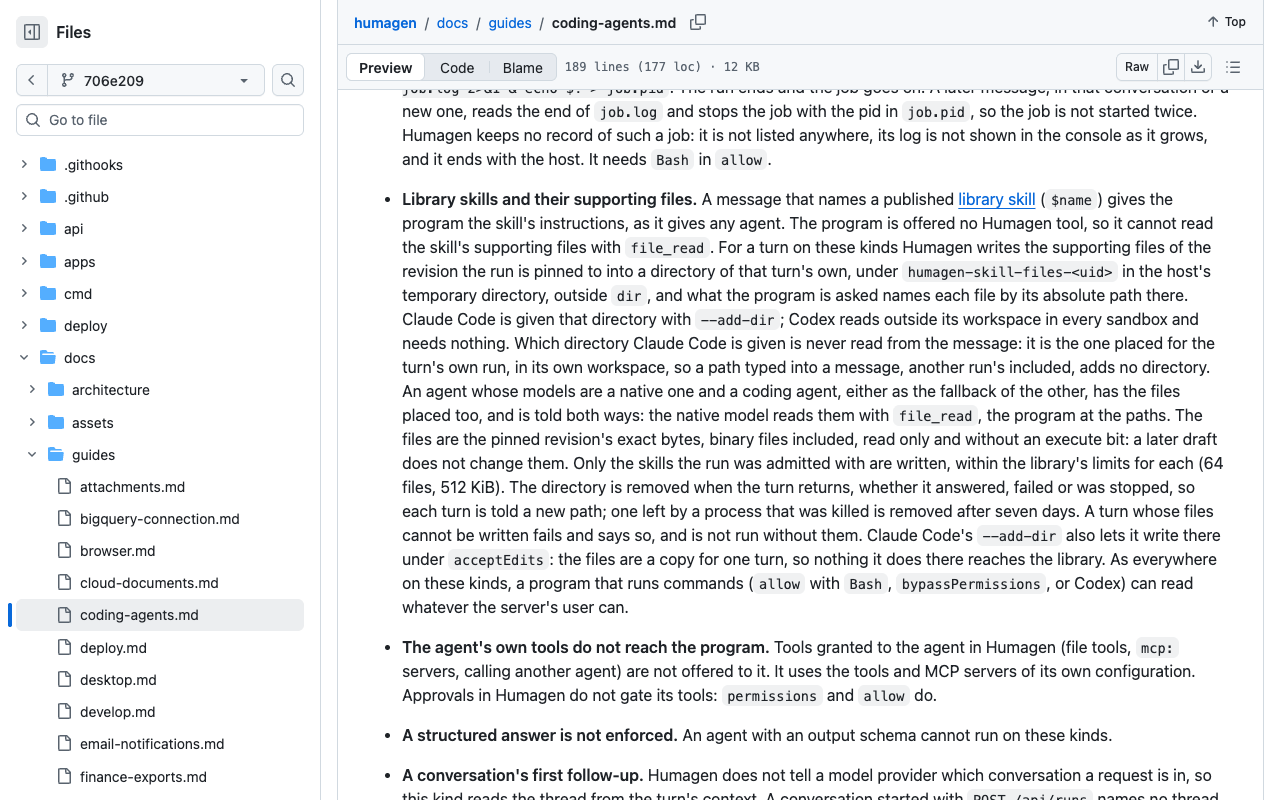 Files
706e209
Go to file
.githooks
.github
api
apps
cmd
deploy
docs
architecture
assets
guides
attachments.md
bigquery-connection.md
browser.md
cloud-documents.md
coding-agents.md
deploy.md
desktop.md
develop.md
email-notifications.md
finance-exports.md
humagen / docs / guides / coding-agents.md
Top
Preview Code Blame 189 lines (177 loc) · 12 KB
Raw
new one, reads the end of job.log and stops the job with the pid in job.pid , so the job is not started twice.
Humagen keeps no record of such a job: it is not listed anywhere, its log is not shown in the console as it grows,
and it ends with the host. It needs Bash in allow .
• Library skills and their supporting files. A message that names a published library skill ( $name ) gives the
program the skill's instructions, as it gives any agent. The program is offered no Humagen tool, so it cannot read
the skill's supporting files with file_read . For a turn on these kinds Humagen writes the supporting files of the
revision the run is pinned to into a directory of that turn's own, under humagen-skill-files-<uid> in the host's
temporary directory, outside dir , and what the program is asked names each file by its absolute path there.
Claude Code is given that directory with --add-dir ; Codex reads outside its workspace in every sandbox and
needs nothing. Which directory Claude Code is given is never read from the message: it is the one placed for the
turn's own run, in its own workspace, so a path typed into a message, another run's included, adds no directory.
An agent whose models are a native one and a coding agent, either as the fallback of the other, has the files
placed too, and is told both ways: the native model reads them with file_read , the program at the paths. The
files are the pinned revision's exact bytes, binary files included, read only and without an execute bit: a later draft
does not change them. Only the skills the run was admitted with are written, within the library's limits for each (64
files, 512 KiB). The directory is removed when the turn returns, whether it answered, failed or was stopped, so
each turn is told a new path; one left by a process that was killed is removed after seven days. A turn whose files
cannot be written fails and says so, and is not run without them. Claude Code's --add-dir also lets it write there
under acceptEdits : the files are a copy for one turn, so nothing it does there reaches the library. As everywhere
on these kinds, a program that runs commands ( allow with Bash , bypassPermissions , or Codex) can read
whatever the server's user can.
• The agent's own tools do not reach the program. Tools granted to the agent in Humagen (file tools, mcp:
servers, calling another agent) are not offered to it. It uses the tools and MCP servers of its own configuration.
Approvals in Humagen do not gate its tools: permissions and allow do.
• A structured answer is not enforced. An agent with an output schema cannot run on these kinds.
• A conversation's first follow-up. Humagen does not tell a model provider which conversation a request is in, so
this kind reads the thread from the turn's context. A conversation started with POST /api/runs names no thread